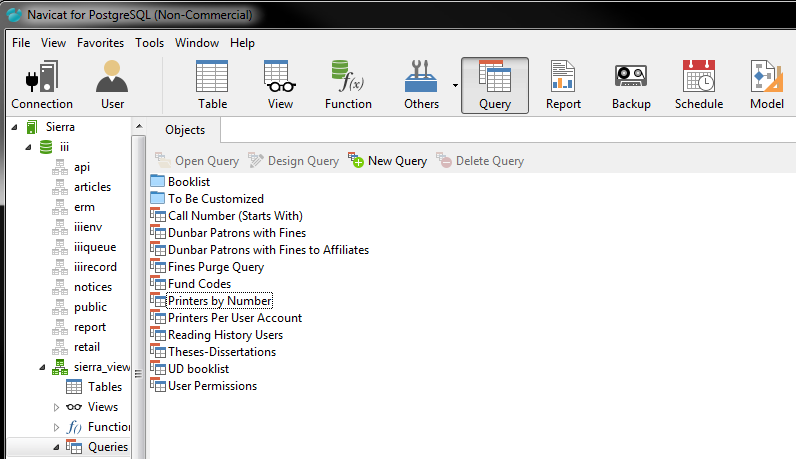 Navicat for PostgreSQL (Non-Commercial)
File View Favorites Tools Window Help
Connection User Table View Function Others Query Report Backup Schedule Model
f(x)
Sierra
iii
api
articles
erm
iiienv
iiiqueue
iiirecord
notices
public
report
retail
sierra_view
Tables
Views
f() Function
Queries
Objects
Open Query Design Query New Query Delete Query
Booklist
To Be Customized
Call Number (Starts With)
Dunbar Patrons with Fines
Dunbar Patrons with Fines to Affiliates
Fines Purge Query
Fund Codes
Printers by Number
Printers Per User Account
Reading History Users
Theses-Dissertations
UD booklist
User Permissions